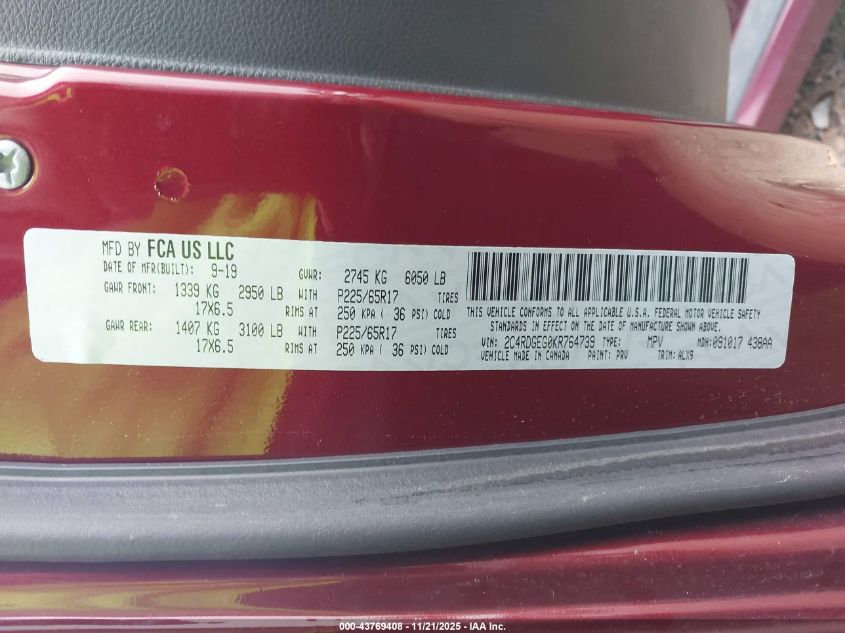 MFD BY FCA US LLC
DATE OF MFR(BUILT): 9-19 GVWR: 2745 KG 6050 LB
GAWR FRONT: 1339 KG 2950 LB WITH P225/65R17 TIRES
17X6.5 RIMS AT 250 KPA ( 36 PSI) COLD
GAWR REAR: 1407 KG 3100 LB WITH P225/65R17 TIRES
17X6.5 RIMS AT 250 KPA ( 36 PSI) COLD
THIS VEHICLE CONFORMS TO ALL APPLICABLE U.S.A. FEDERAL MOTOR VEHICLE SAFETY
STANDARDS IN EFFECT ON THE DATE OF MANUFACTURE SHOWN ABOVE.
VIN: 2C4RDGEG0KR764739 TYPE: MPV MDH:091017 438AA
VEHICLE MADE IN CANADA PAINT: PRV TRIM: ALX9
000-43769408 - 11/21/2025 - IAA Inc.